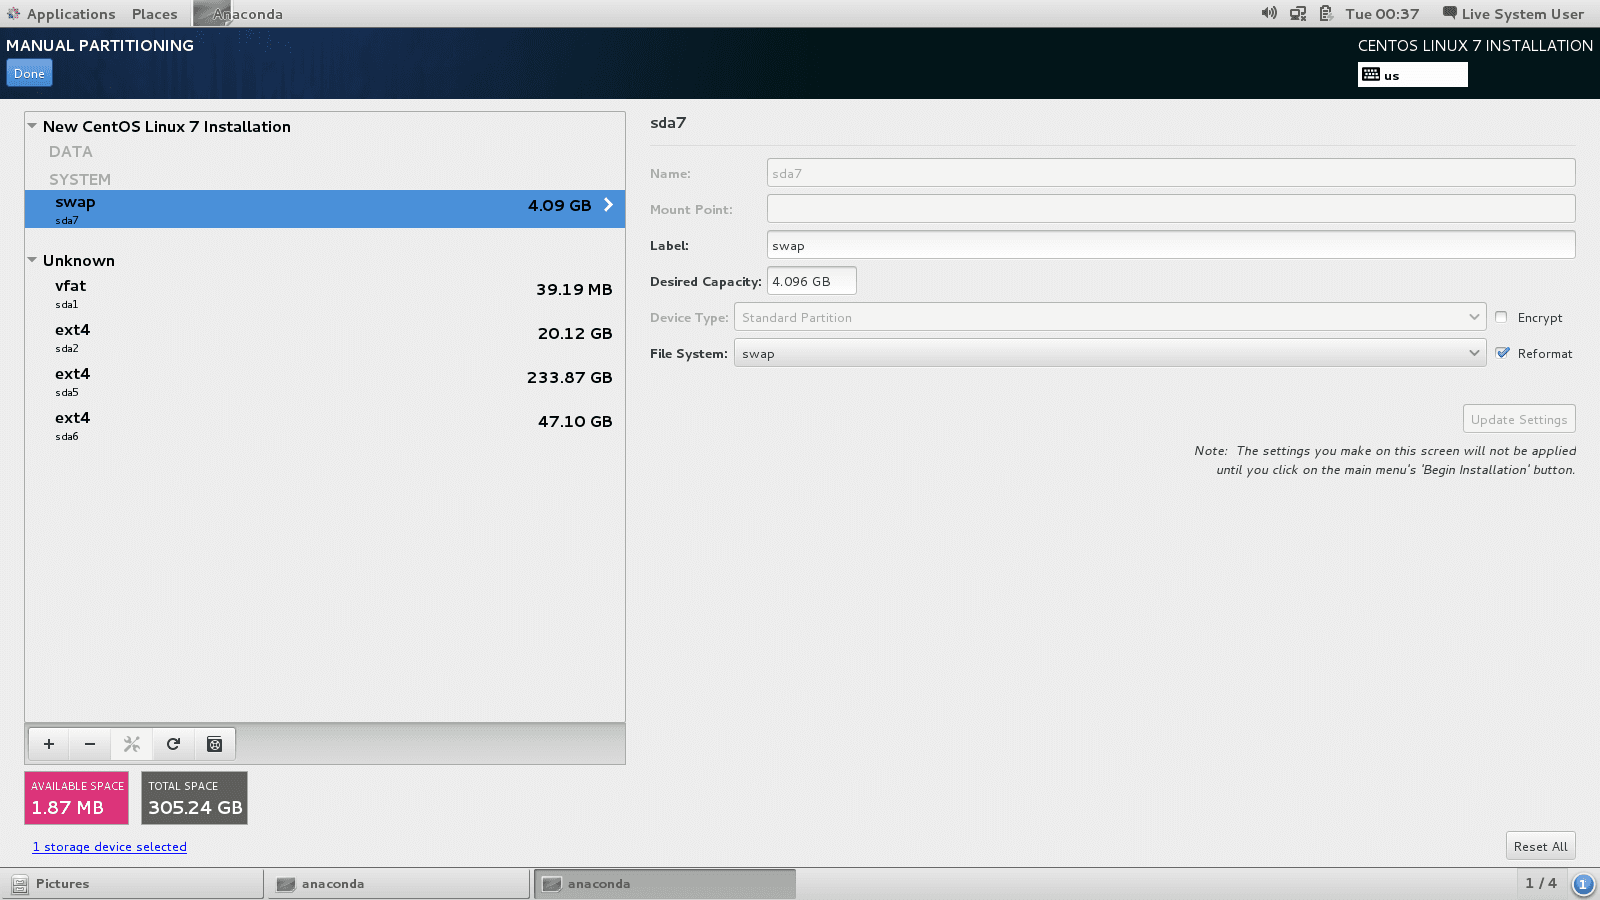 Applications Places Anaconda Tue 00:37 Live System User
MANUAL PARTITIONING
CENTOS LINUX 7 INSTALLATION
Done
us
New CentOS Linux 7 Installation
DATA
SYSTEM
swap
sda7
4.09 GB
Unknown
vfat
sda1
39.19 MB
ext4
sda2
20.12 GB
ext4
sda5
233.87 GB
ext4
sda6
47.10 GB
AVAILABLE SPACE
1.87 MB
TOTAL SPACE
305.24 GB
1 storage device selected
sda7
Name: sda7
Mount Point:
Label: swap
Desired Capacity: 4.096 GB
Device Type: Standard Partition Encrypt
File System: swap Reformat
Update Settings
Note: The settings you make on this screen will not be applied
until you click on the main menu's 'Begin Installation' button.
Reset All
Pictures anaconda anaconda 1 / 4 1